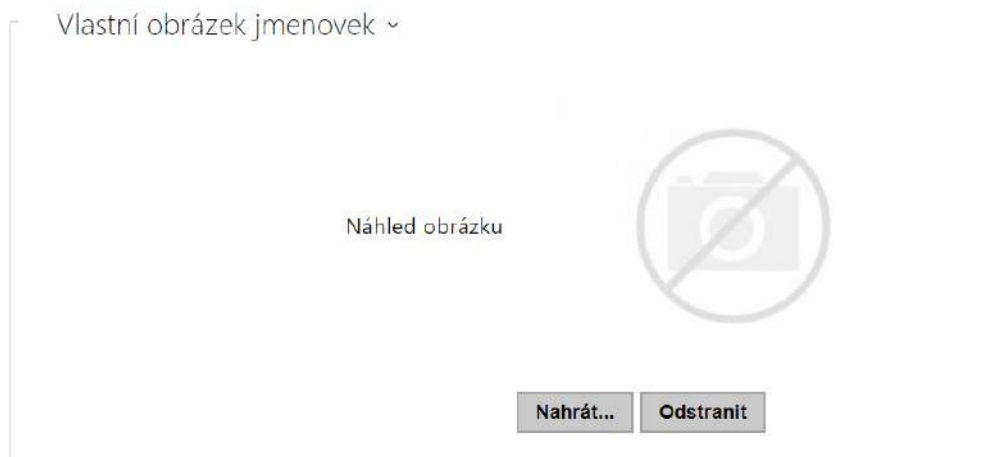 Vlastní obrázek jmenovek
Náhled obrázku
Nahrát... Odstranit